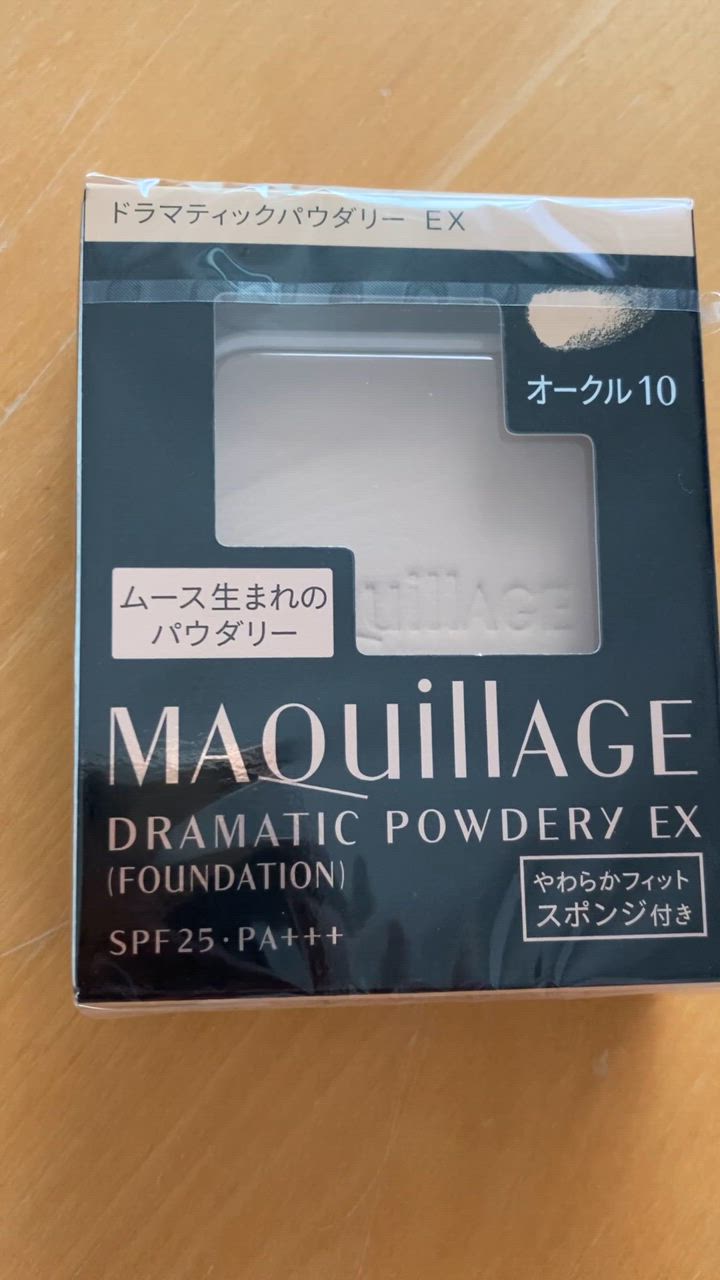 ドラマティックパウダリー EX
オークル10
uillAGE
ムース生まれの
パウダリー
MAQuillAGE
DRAMATIC POWDERY EX
(FOUNDATION)
やわらかフィット
スポンジ付き
SPF25・PA+++